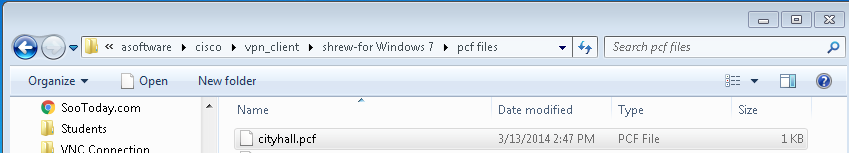 « asoftware ▸ cisco ▸ vpn_client ▸ shrew-for Windows 7 ▸ pcf files
Search pcf files
Organize Open New folder
SooToday.com
Students
VNC Connection
Name Date modified Type Size
cityhall.pcf 3/13/2014 2:47 PM PCF File 1 KB